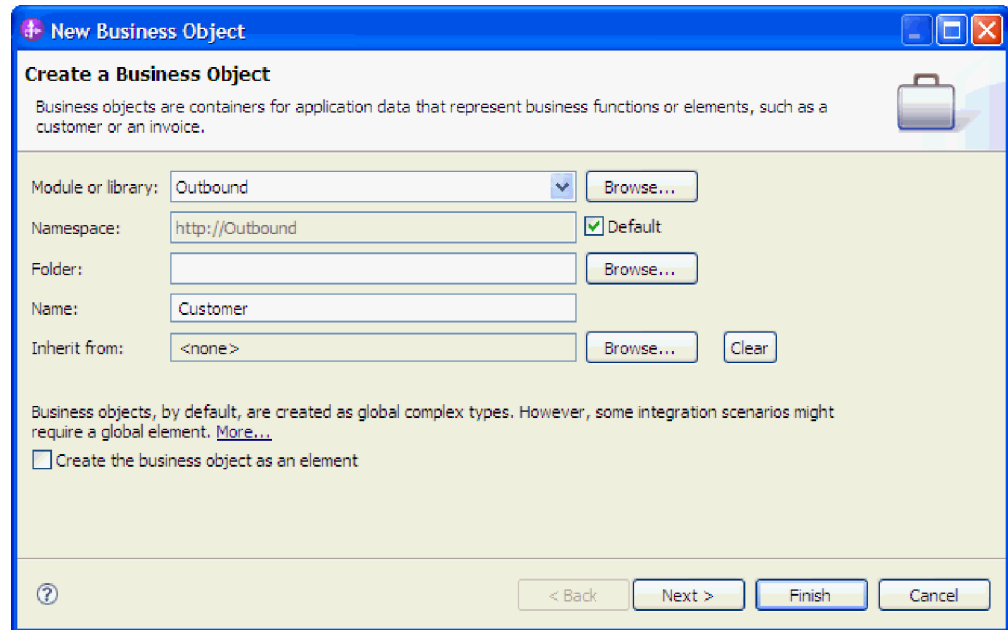 New Business Object
Create a Business Object
Business objects are containers for application data that represent business functions or elements, such as a
customer or an invoice.
Module or library: Outbound Browse...
Namespace: http://Outbound Default
Folder: Browse...
Name: Customer
Inherit from: <none> Browse... Clear
Business objects, by default, are created as global complex types. However, some integration scenarios might
require a global element. More...
Create the business object as an element
? < Back Next > Finish Cancel